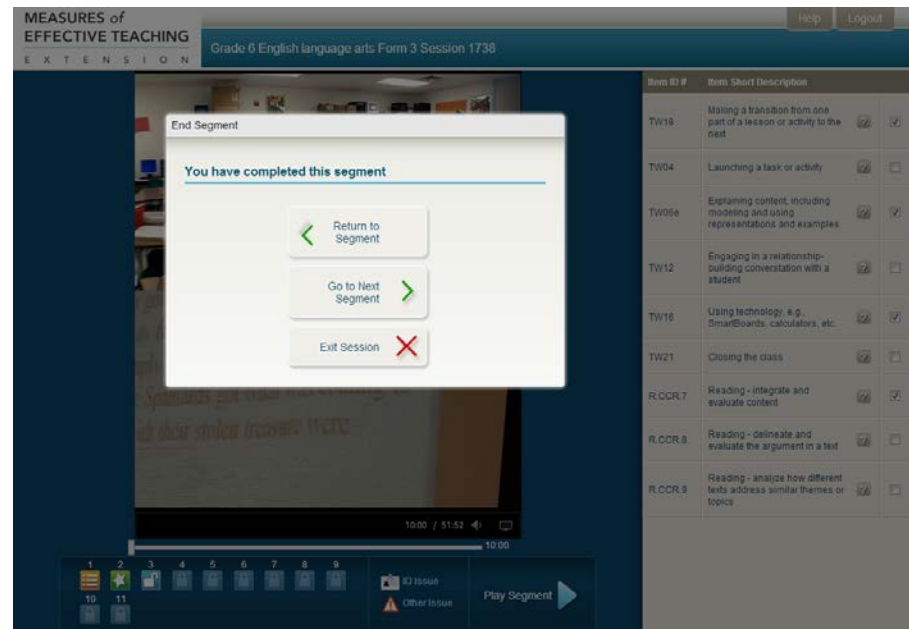 MEASURES of
EFFECTIVE TEACHING
E X T E N S I O N
Help Logout
Grade 6 English language arts Form 3 Session 1738
End Segment
You have completed this segment
Return to
Segment
Go to Next
Segment
Exit Session
their stolen treasure were
10:00 / 51:52
10:00
1 2 3 4 5 6 7 8 9
10 11
ID Issue
Other Issue
Play Segment
Item ID # Item Short Description
TW18 Making a transition from one
part of a lesson or activity to the
next
TW04 Launching a task or activity
TW06e Explaining content, including
modeling and using
representations and examples
TW12 Engaging in a relationship-
building converstation with a
student
TW16 Using technology, e.g.,
SmartBoards, calculators, etc.
TW21 Closing the class
R.CCR.7 Reading - integrate and
evaluate content
R.CCR.8 Reading - delineate and
evaluate the argument in a text
R.CCR.9 Reading - analyze how different
texts address similar themes or
topics